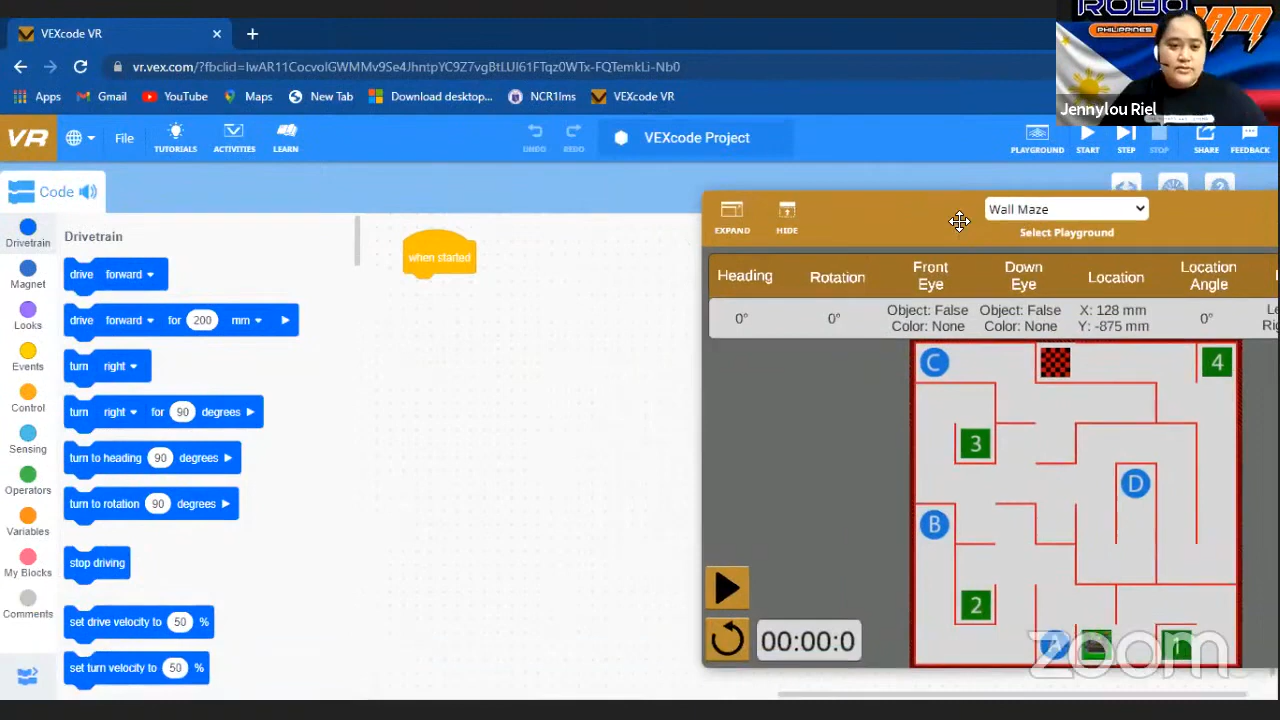 ROBO
PHILIPPINES
Jennylou Riel
VEXcode VR
vr.vex.com/?fbclid=IwAR11CocvolGWMMv9Se4JhntpYC9Z7vgBtLUI61FTqz0WTx-FQTemkLi-Nb0
Apps Gmail YouTube Maps New Tab Download desktop... NCR1lms VEXcode VR
VR File TUTORIALS ACTIVITIES LEARN UNDO REDO VEXcode Project PLAYGROUND START STEP STOP SHARE FEEDBACK
Code
Drivetrain
Magnet
Looks
Events
Control
Sensing
Operators
Variables
My Blocks
Comments
Drivetrain
drive forward
drive forward for 200 mm
turn right
turn right for 90 degrees
turn to heading 90 degrees
turn to rotation 90 degrees
stop driving
set drive velocity to 50 %
set turn velocity to 50 %
when started
EXPAND HIDE
Wall Maze
Select Playground
Heading Rotation Front Eye Down Eye Location Location Angle
0° 0° Object: False Object: False X: 128 mm 0°
Color: None Color: None Y: -875 mm
C 4
3
D
B
2
A 1
00:00:0
zoom